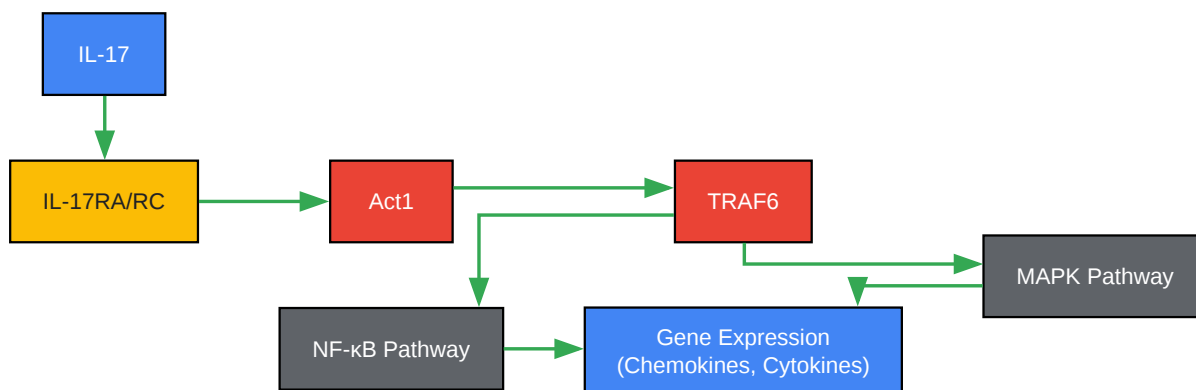 IL-17
IL-17RA/RC
Act1
TRAF6
MAPK Pathway
NF-κB Pathway
Gene Expression
(Chemokines, Cytokines)